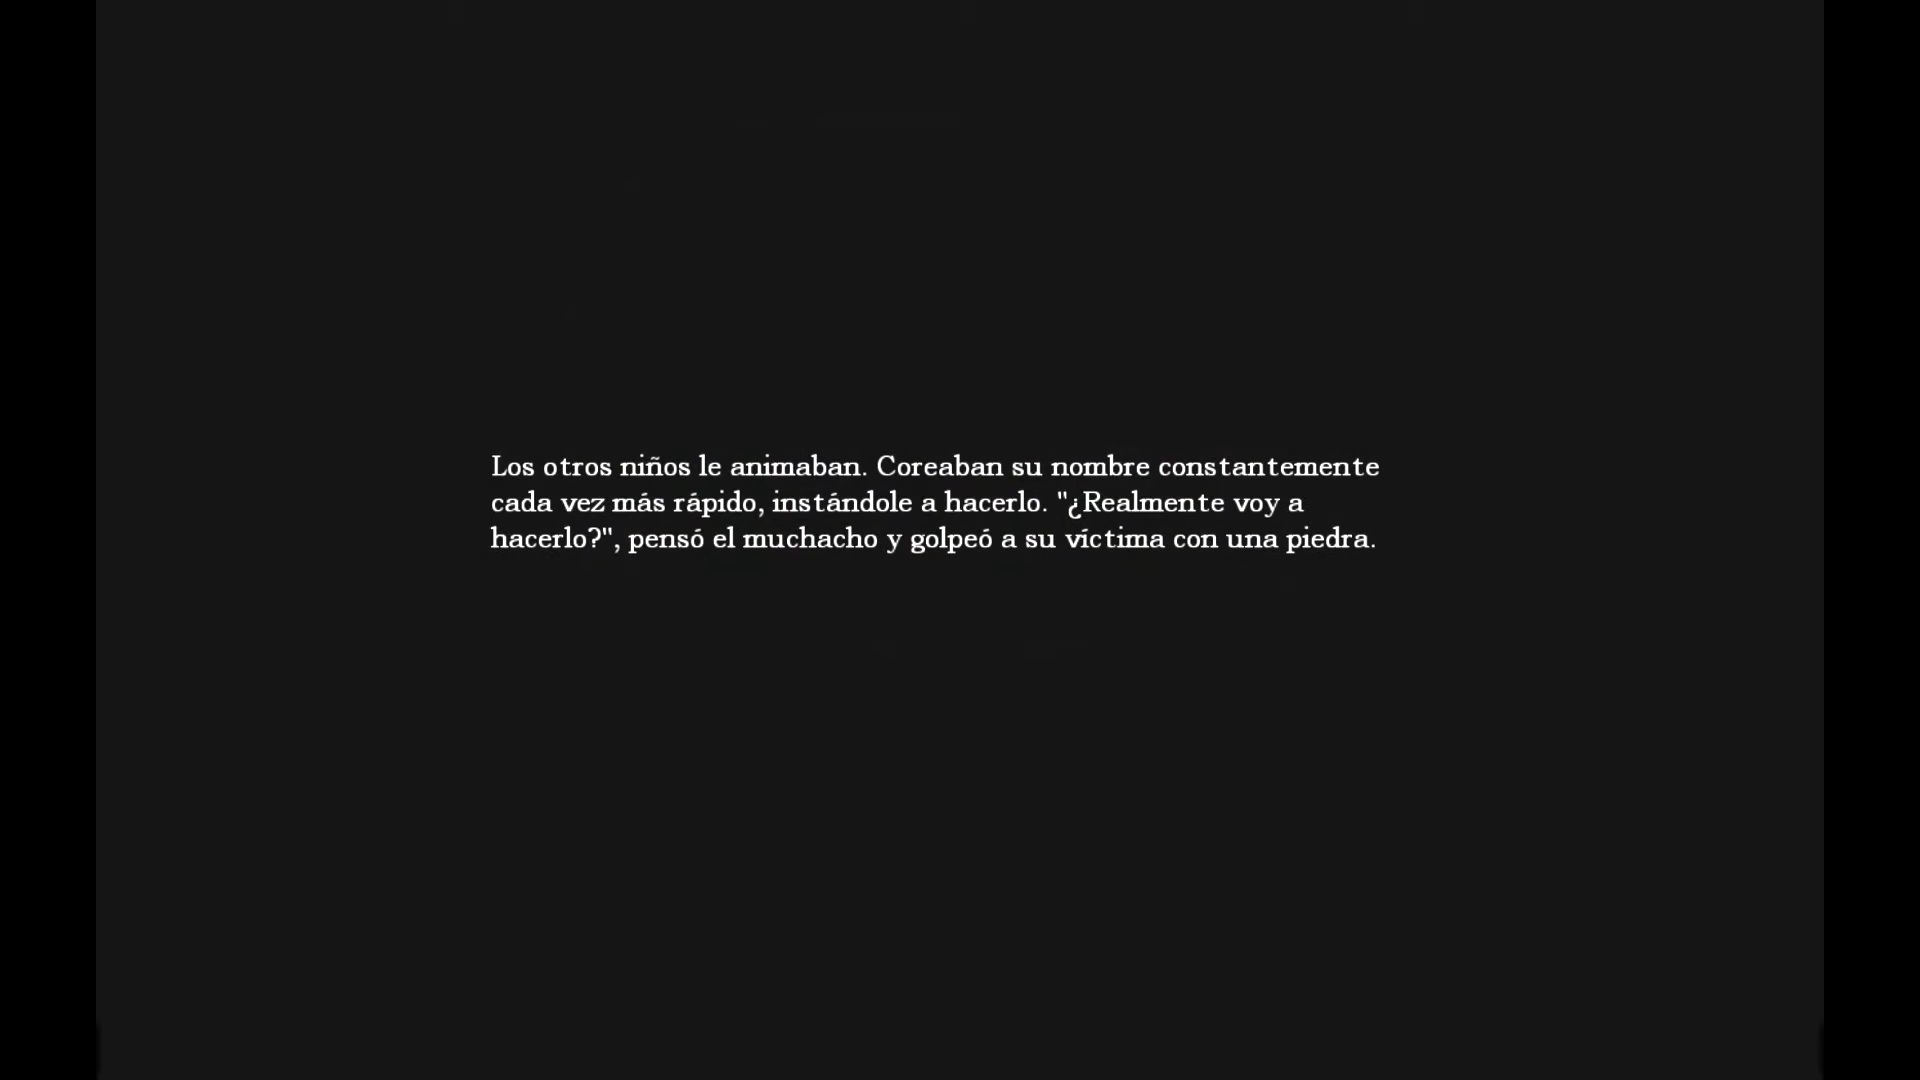 Los otros niños le animaban. Coreaban su nombre constantemente
cada vez más rápido, instándole a hacerlo. "¿Realmente voy a
hacerlo?", pensó el muchacho y golpeó a su víctima con una piedra.